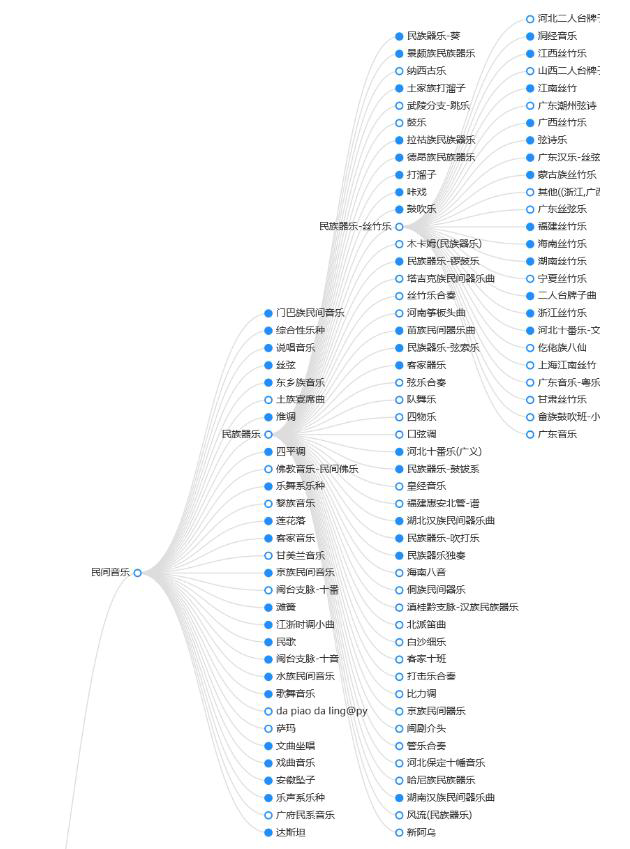 民间音乐
门巴族民间音乐
综合性乐种
说唱音乐
丝弦
东乡族音乐
土族宴席曲
淮调
民族器乐
四平调
佛教音乐-民间佛乐
乐舞系乐种
黎族音乐
莲花落
客家音乐
甘美兰音乐
京族民间音乐
闽台支脉-十番
滩簧
江浙时调小曲
民歌
闽台支脉-十音
水族民间音乐
歌舞音乐
da piao da ling@py
萨玛
文曲坐唱
戏曲音乐
安徽坠子
乐声系乐种
广府民系音乐
达斯坦
民族器乐-葵
景颇族民族器乐
纳西古乐
土家族打溜子
武陵分支-跳乐
鼓乐
拉祜族民族器乐
德昂族民族器乐
打溜子
咔戏
鼓吹乐
民族器乐-丝竹乐
木卡姆(民族器乐)
民族器乐-锣鼓乐
塔吉克族民间器乐曲
丝竹乐合奏
河南筝板头曲
苗族民间器乐曲
民族器乐-弦索乐
客家器乐
弦乐合奏
队舞乐
四物乐
口弦调
河北十番乐(广义)
民族器乐-鼓钹系
皇经音乐
福建惠安北管-谱
湖北汉族民间器乐曲
民族器乐-吹打乐
民族器乐独奏
海南八音
侗族民间器乐
滇桂黔支脉-汉族民族器乐
北派笛曲
白沙细乐
客家十班
打击乐合奏
比力调
京族民间器乐
闽剧介头
管乐合奏
河北保定十幡音乐
哈尼族民族器乐
湖南汉族民间器乐曲
风流(民族器乐)
新阿乌
河北二人台牌子
洞经音乐
江西丝竹乐
山西二人台牌子
江南丝竹
广东潮州弦诗
广西丝竹乐
弦诗乐
广东汉乐-丝弦
蒙古族丝竹乐
其他((浙江,广西
广东丝弦乐
福建丝竹乐
海南丝竹乐
湖南丝竹乐
宁夏丝竹乐
二人台牌子曲
浙江丝竹乐
河北十番乐-文
仡佬族八仙
上海江南丝竹
广东音乐-粤乐
甘肃丝竹乐
畲族鼓吹班-小
广东音乐